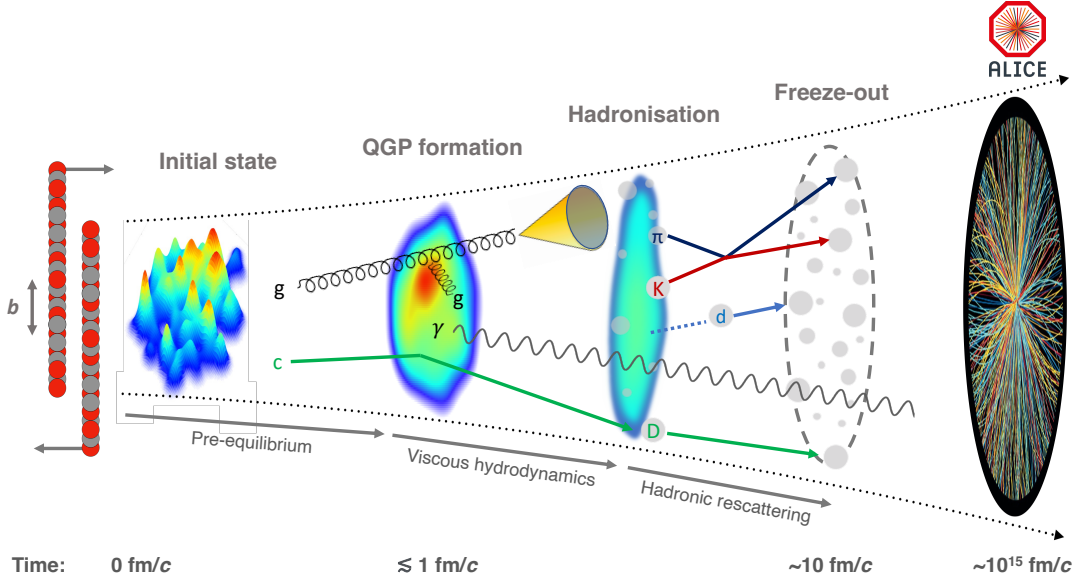 ALICE
Freeze-out
Hadronisation
QGP formation
Initial state
π
g
K
g
b
d
γ
c
D
Pre-equilibrium
Viscous hydrodynamics
Hadronic rescattering
Time: 0 fm/c ≲ 1 fm/c ~10 fm/c ~10¹⁵ fm/c